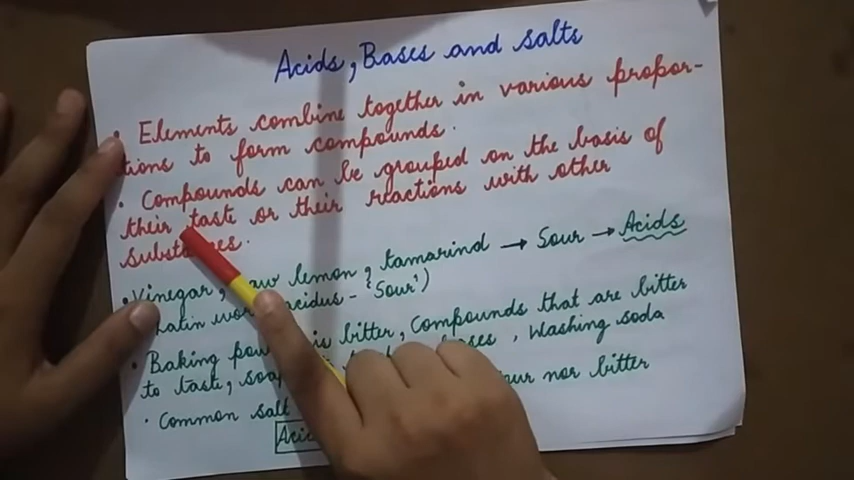 Acids, Bases and salts
• Elements combine together in various propor-
tions to form compounds.
• Compounds can be grouped on the basis of
their taste or their reactions with other
• Vinegar, raw lemon, tamarind → Sour → Acids
Latin acidus - 'Sour')
• Baking is bitter, Compounds that are bitter
to taste, bases, Washing soda
• Common salt nor bitter